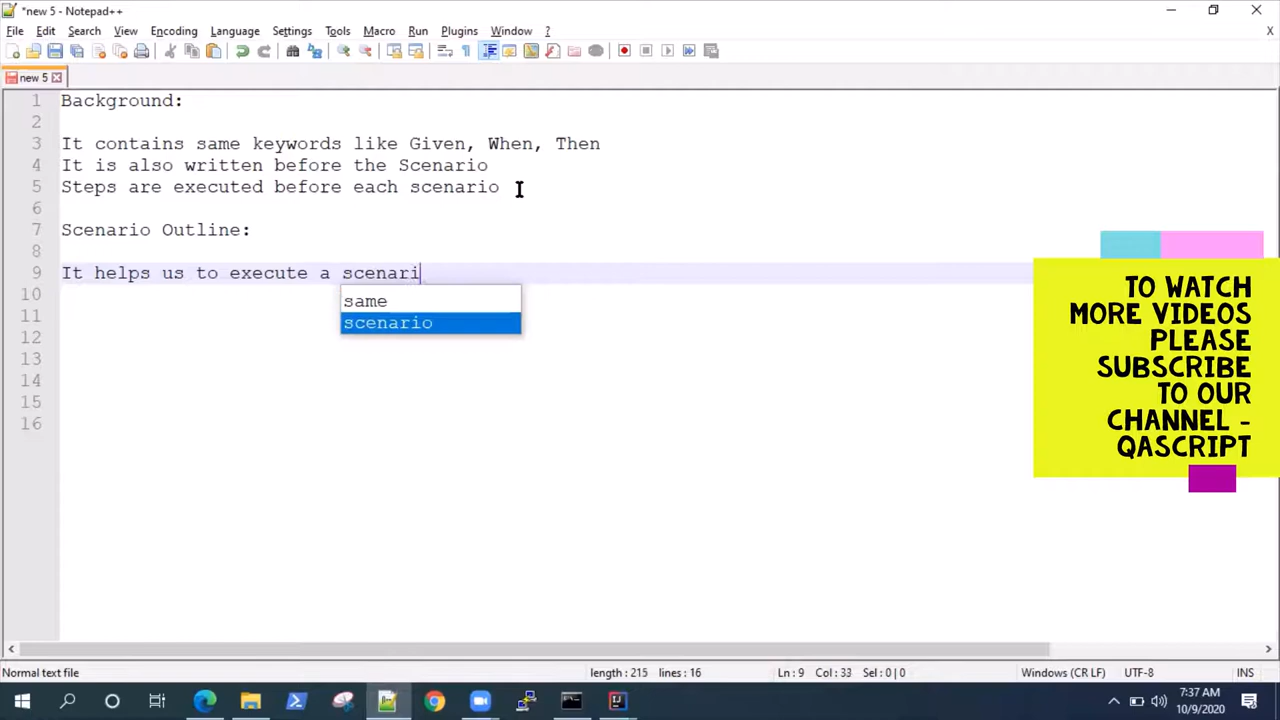 *new 5 - Notepad++
File Edit Search View Encoding Language Settings Tools Macro Run Plugins Window ? X
new 5
1 Background:
2
3 It contains same keywords like Given, When, Then
4 It is also written before the Scenario
5 Steps are executed before each scenario
6
7 Scenario Outline:
8
9 It helps us to execute a scenari
10
same
11
scenario
12
13
14
15
16
TO WATCH
MORE VIDEOS
PLEASE
SUBSCRIBE
TO OUR
CHANNEL -
QASCRIPT
Normal text file length : 215 lines : 16 Ln : 9 Col : 33 Sel : 0 | 0 Windows (CR LF) UTF-8 INS
7:37 AM
10/9/2020